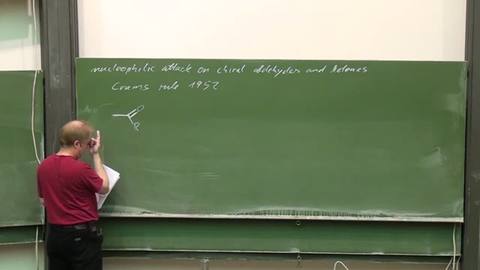 nucleophilic attack on chiral aldehydes and ketones
Crams rule 1952
O
R